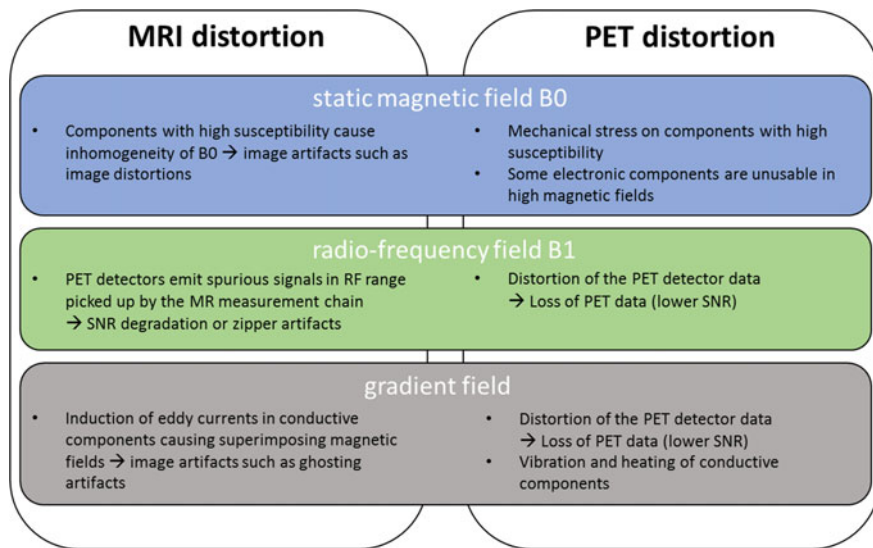 MRI distortion
PET distortion
static magnetic field B0
• Components with high susceptibility cause
inhomogeneity of B0 → image artifacts such as
image distortions
• Mechanical stress on components with high
susceptibility
• Some electronic components are unusable in
high magnetic fields
radio-frequency field B1
• PET detectors emit spurious signals in RF range
picked up by the MR measurement chain
→ SNR degradation or zipper artifacts
• Distortion of the PET detector data
→ Loss of PET data (lower SNR)
gradient field
• Induction of eddy currents in conductive
components causing superimposing magnetic
fields → image artifacts such as ghosting
artifacts
• Distortion of the PET detector data
→ Loss of PET data (lower SNR)
• Vibration and heating of conductive
components